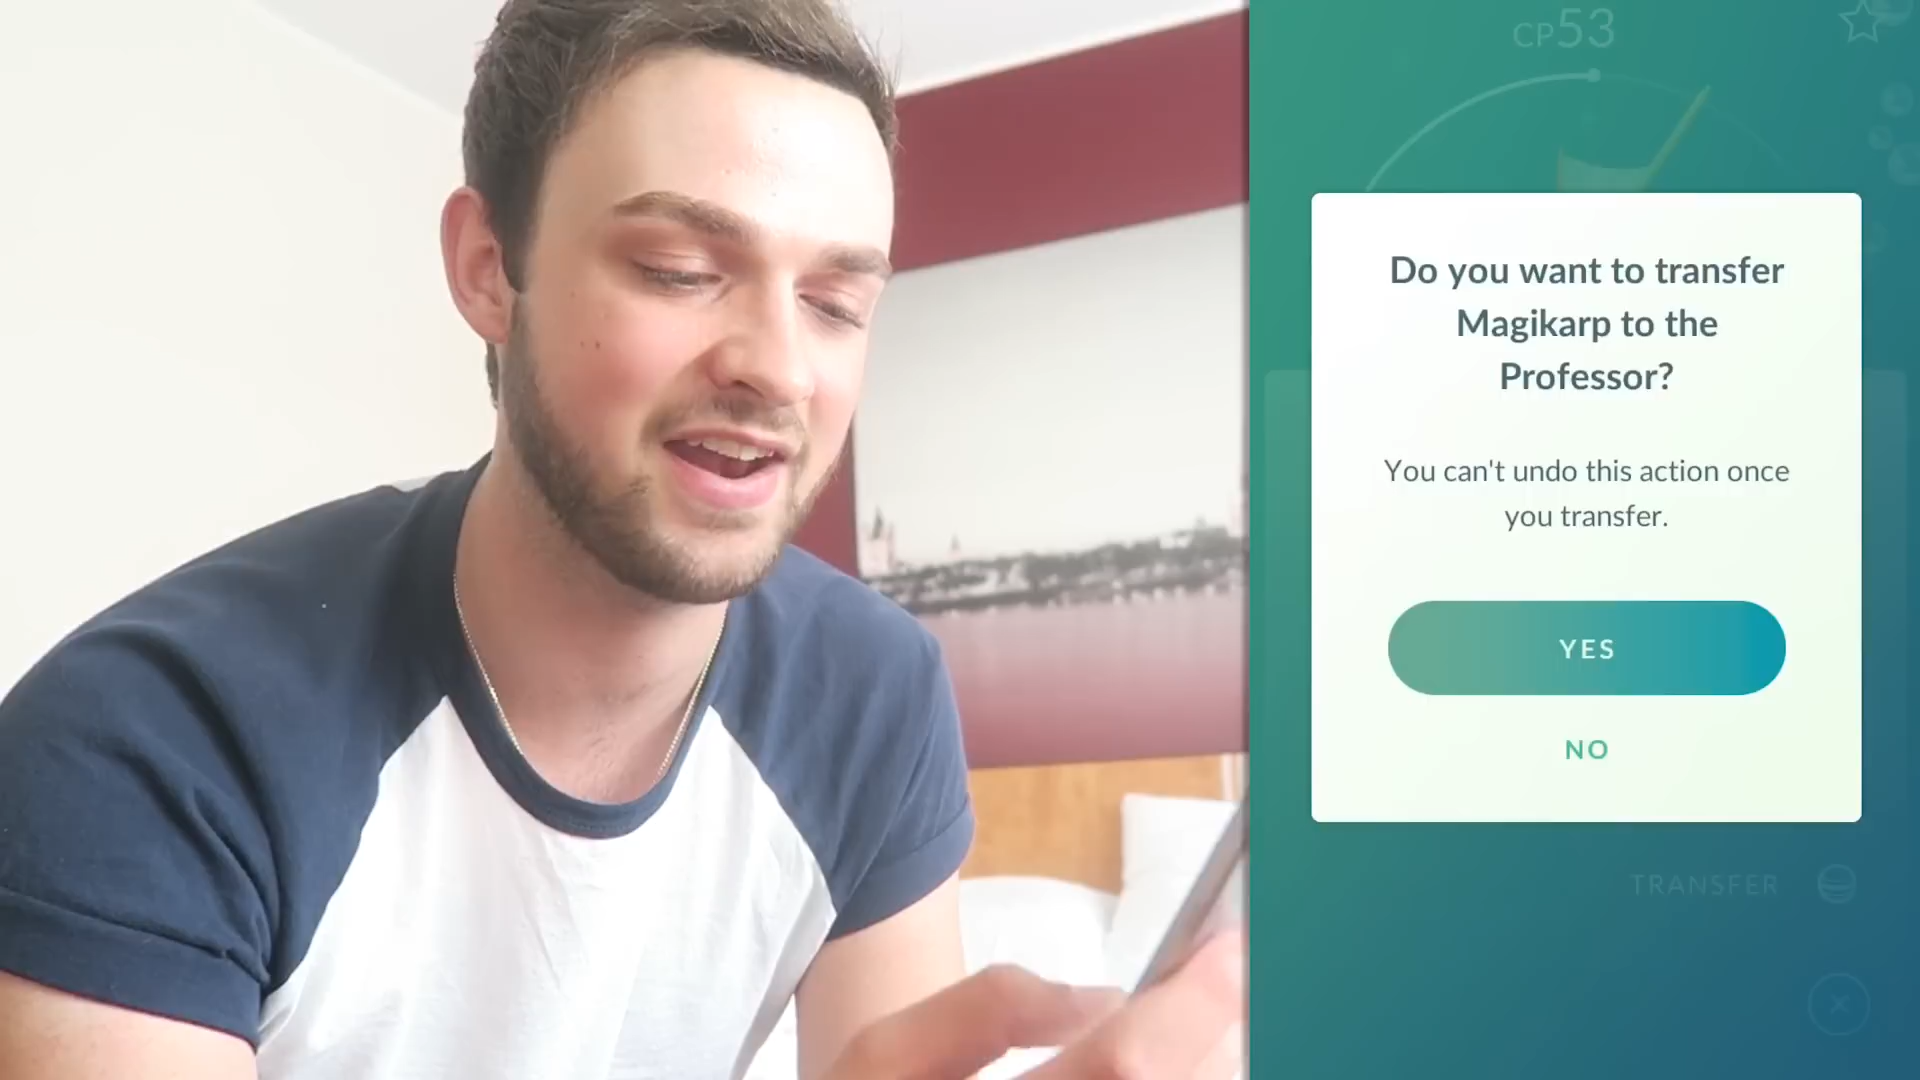 CP53
Do you want to transfer
Magikarp to the
Professor?
You can't undo this action once
you transfer.
YES
NO
TRANSFER